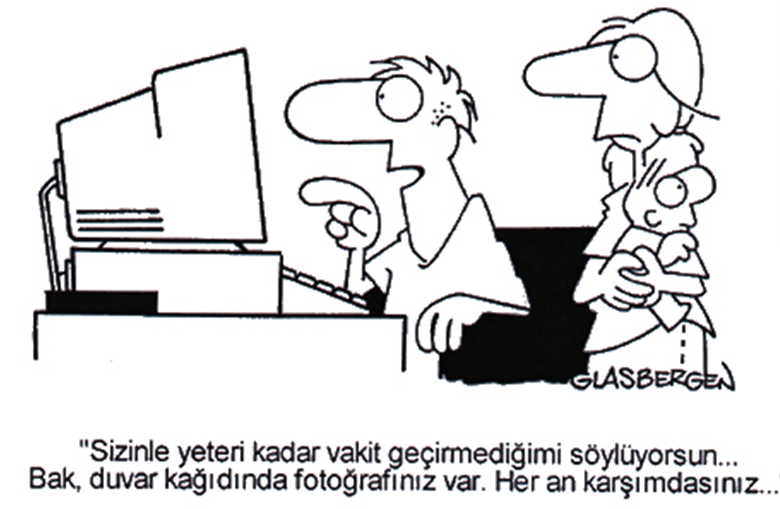 GLASBERGEN
"Sizinle yeteri kadar vakit geçirmediğimi söylüyorsun...
Bak, duvar kağıdında fotoğrafınız var. Her an karşımdasınız..."